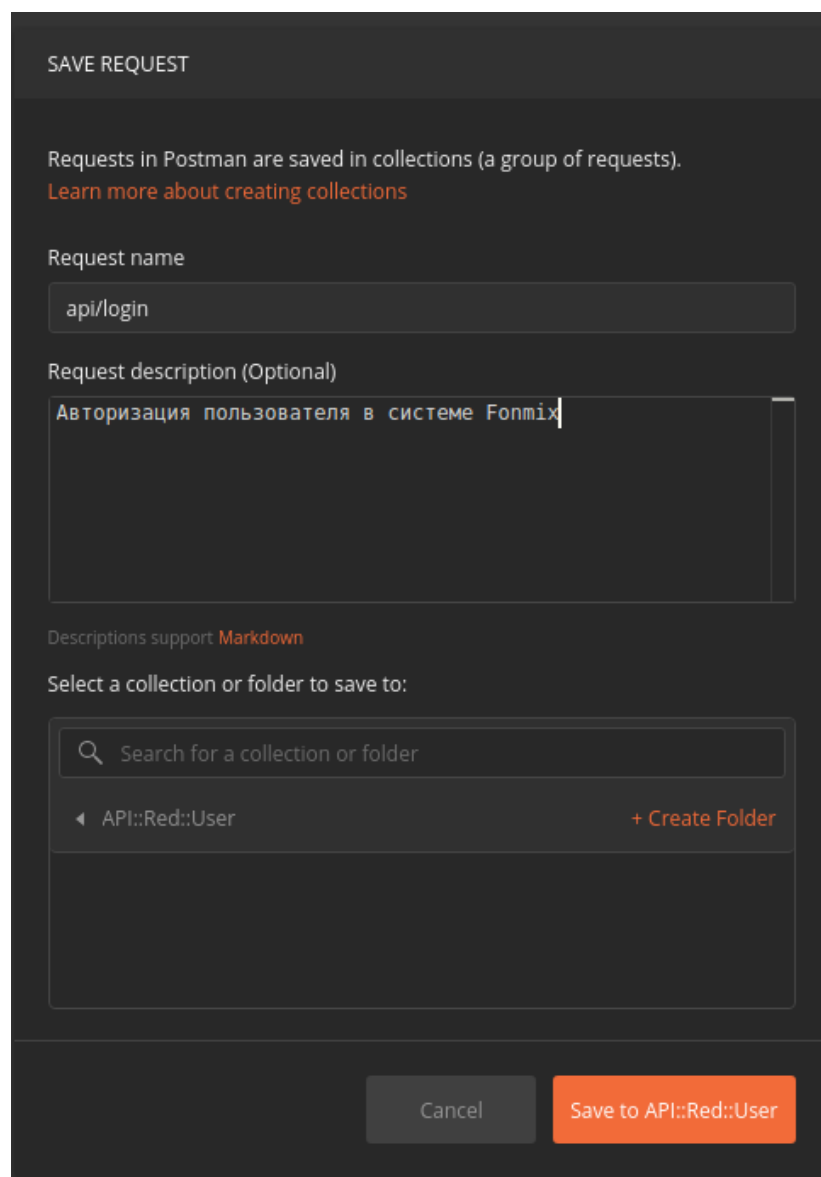 SAVE REQUEST
Requests in Postman are saved in collections (a group of requests).
Learn more about creating collections
Request name
api/login
Request description (Optional)
Авторизация пользователя в системе Fonmix
Descriptions support Markdown
Select a collection or folder to save to:
Search for a collection or folder
API::Red::User + Create Folder
Cancel Save to API::Red::User